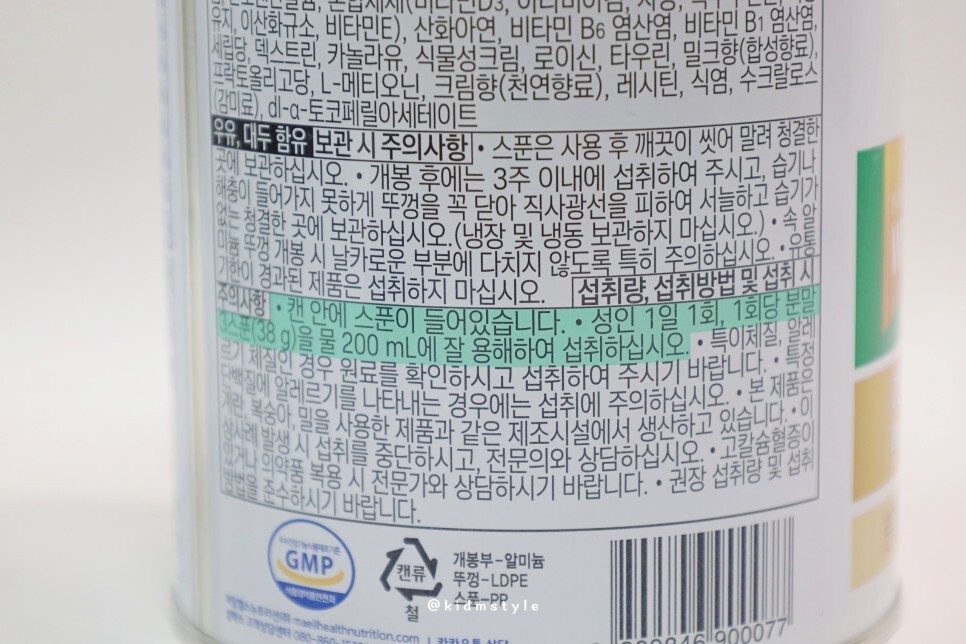 혼합제제(비타민D3,
유지, 이산화규소, 비타민E), 산화아연, 비타민 B6 염산염, 비타민 B1 염산염,
세립당, 덱스트린, 카놀라유, 식물성크림, 로이신, 타우린, 밀크향(합성향료),
프락토올리고당, L-메티오닌, 크림향(천연향료), 레시틴, 식염, 수크랄로스
(감미료), dl-α-토코페릴아세테이트
우유, 대두 함유 보관 시 주의사항 • 스푼은 사용 후 깨끗이 씻어 말려 청결한
곳에 보관하십시오. • 개봉 후에는 3주 이내에 섭취하여 주시고, 습기나
해충이 들어가지 못하게 뚜껑을 꼭 닫아 직사광선을 피하여 서늘하고 습기가
없는 청결한 곳에 보관하십시오.(냉장 및 냉동 보관하지 마십시오.) • 속 알
미늄 뚜껑 개봉 시 날카로운 부분에 다치지 않도록 특히 주의하십시오. • 유통
기한이 경과된 제품은 섭취하지 마십시오. 섭취량, 섭취방법 및 섭취 시
주의사항 • 캔 안에 스푼이 들어있습니다. • 성인 1일 1회, 1회당 분말
3스푼(38 g)을 물 200 mL에 잘 용해하여 섭취하십시오. • 특이체질, 알레
르기 체질인 경우 원료를 확인하시고 섭취하여 주시기 바랍니다. • 특정
단백질에 알레르기를 나타내는 경우에는 섭취에 주의하십시오. • 본 제품은
계란, 복숭아, 밀을 사용한 제품과 같은 제조시설에서 생산하고 있습니다. • 이
상사례 발생 시 섭취를 중단하시고, 전문의와 상담하십시오. • 고칼슘혈증이
있거나 의약품 복용 시 전문가와 상담하시기 바랍니다. • 권장 섭취량 및 섭취
방법을 준수하시기 바랍니다.
GMP
식품의약품안전처
캔류
철
개봉부-알미늄
뚜껑-LDPE
스푼-PP
@kidmstyle
maeilhealthnutrition.com
900077